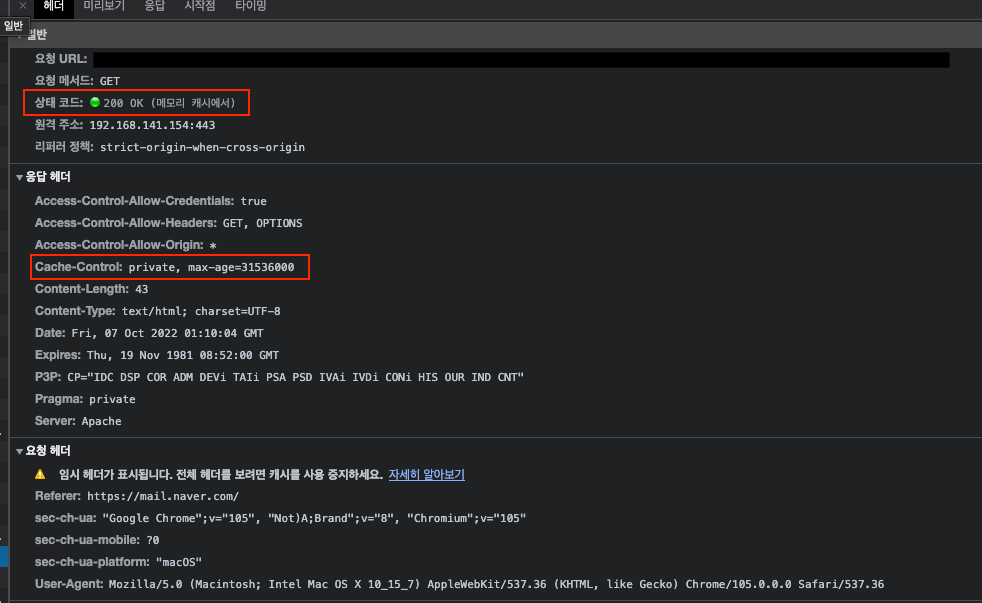 × 헤더 미리보기 응답 시작점 타이밍
일반
일반
요청 URL:
요청 메서드: GET
상태 코드: 200 OK (메모리 캐시에서)
원격 주소: 192.168.141.154:443
리퍼러 정책: strict-origin-when-cross-origin
▼응답 헤더
Access-Control-Allow-Credentials: true
Access-Control-Allow-Headers: GET, OPTIONS
Access-Control-Allow-Origin: *
Cache-Control: private, max-age=31536000
Content-Length: 43
Content-Type: text/html; charset=UTF-8
Date: Fri, 07 Oct 2022 01:10:04 GMT
Expires: Thu, 19 Nov 1981 08:52:00 GMT
P3P: CP="IDC DSP COR ADM DEVi TAIi PSA PSD IVAi IVDi CONi HIS OUR IND CNT"
Pragma: private
Server: Apache
▼요청 헤더
임시 헤더가 표시됩니다. 전체 헤더를 보려면 캐시를 사용 중지하세요. 자세히 알아보기
Referer: https://mail.naver.com/
sec-ch-ua: "Google Chrome";v="105", "Not)A;Brand";v="8", "Chromium";v="105"
sec-ch-ua-mobile: ?0
sec-ch-ua-platform: "macOS"
User-Agent: Mozilla/5.0 (Macintosh; Intel Mac OS X 10_15_7) AppleWebKit/537.36 (KHTML, like Gecko) Chrome/105.0.0.0 Safari/537.36